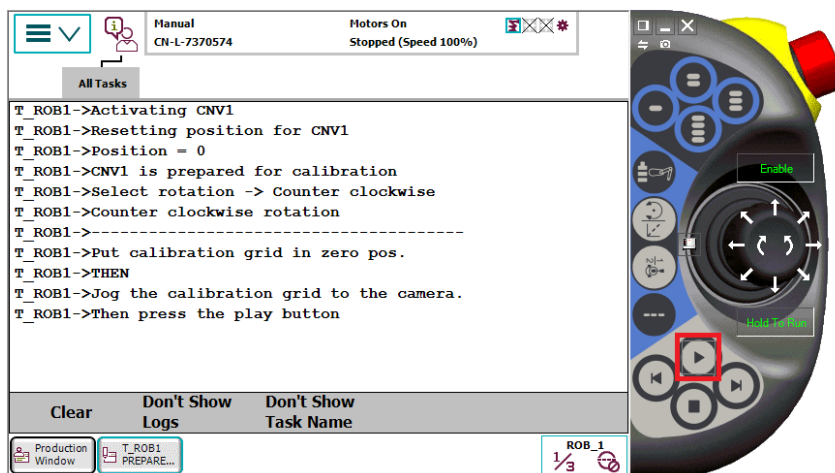 Manual
CN-L-7370574
Motors On
Stopped (Speed 100%)
All Tasks
T_ROB1->Activating CNV1
T_ROB1->Resetting position for CNV1
T_ROB1->Position = 0
T_ROB1->CNV1 is prepared for calibration
T_ROB1->Select rotation -> Counter clockwise
T_ROB1->Counter clockwise rotation
T_ROB1->----------------------------------------
T_ROB1->Put calibration grid in zero pos.
T_ROB1->THEN
T_ROB1->Jog the calibration grid to the camera.
T_ROB1->Then press the play button
Clear
Don't Show Logs
Don't Show Task Name
Production Window
T_ROB1 PREPARE...
ROB_1
1/3
Enable
Hold To Run